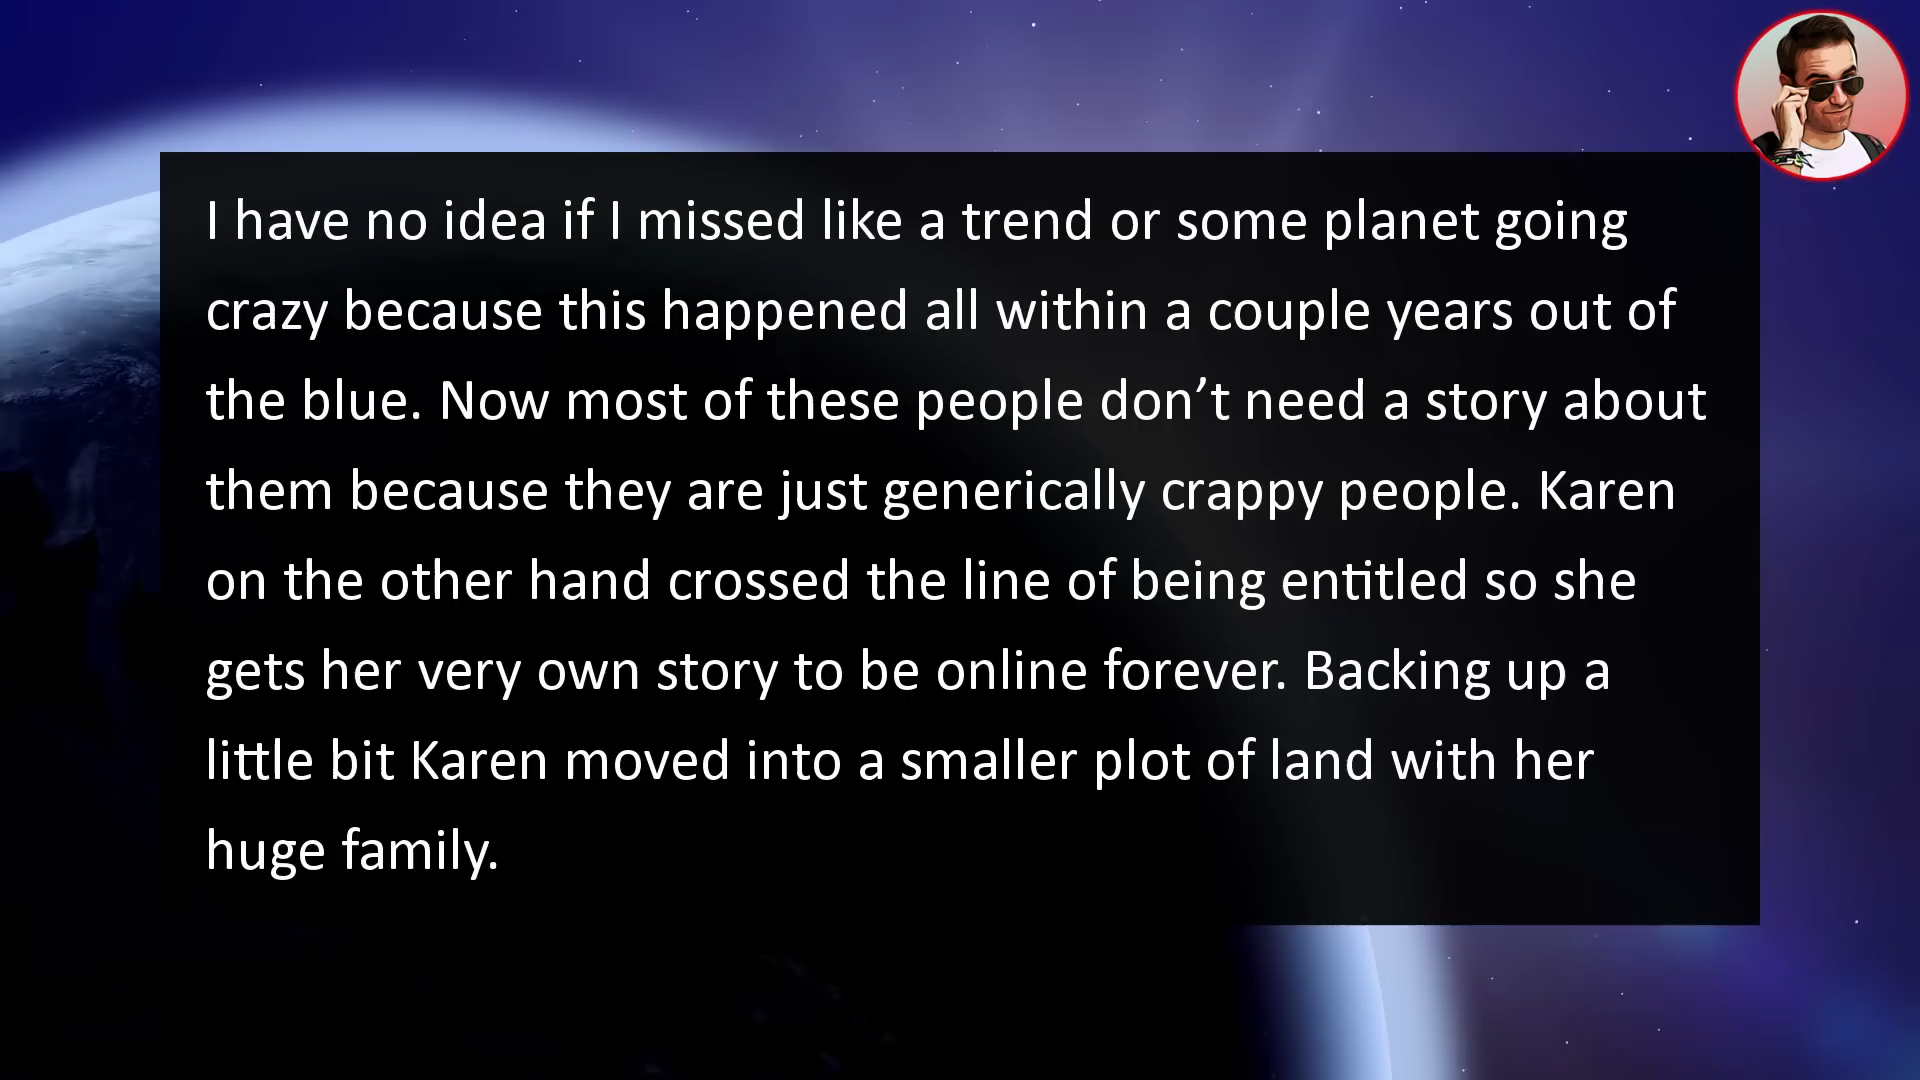 I have no idea if I missed like a trend or some planet going
crazy because this happened all within a couple years out of
the blue. Now most of these people don’t need a story about
them because they are just generically crappy people. Karen
on the other hand crossed the line of being entitled so she
gets her very own story to be online forever. Backing up a
little bit Karen moved into a smaller plot of land with her
huge family.